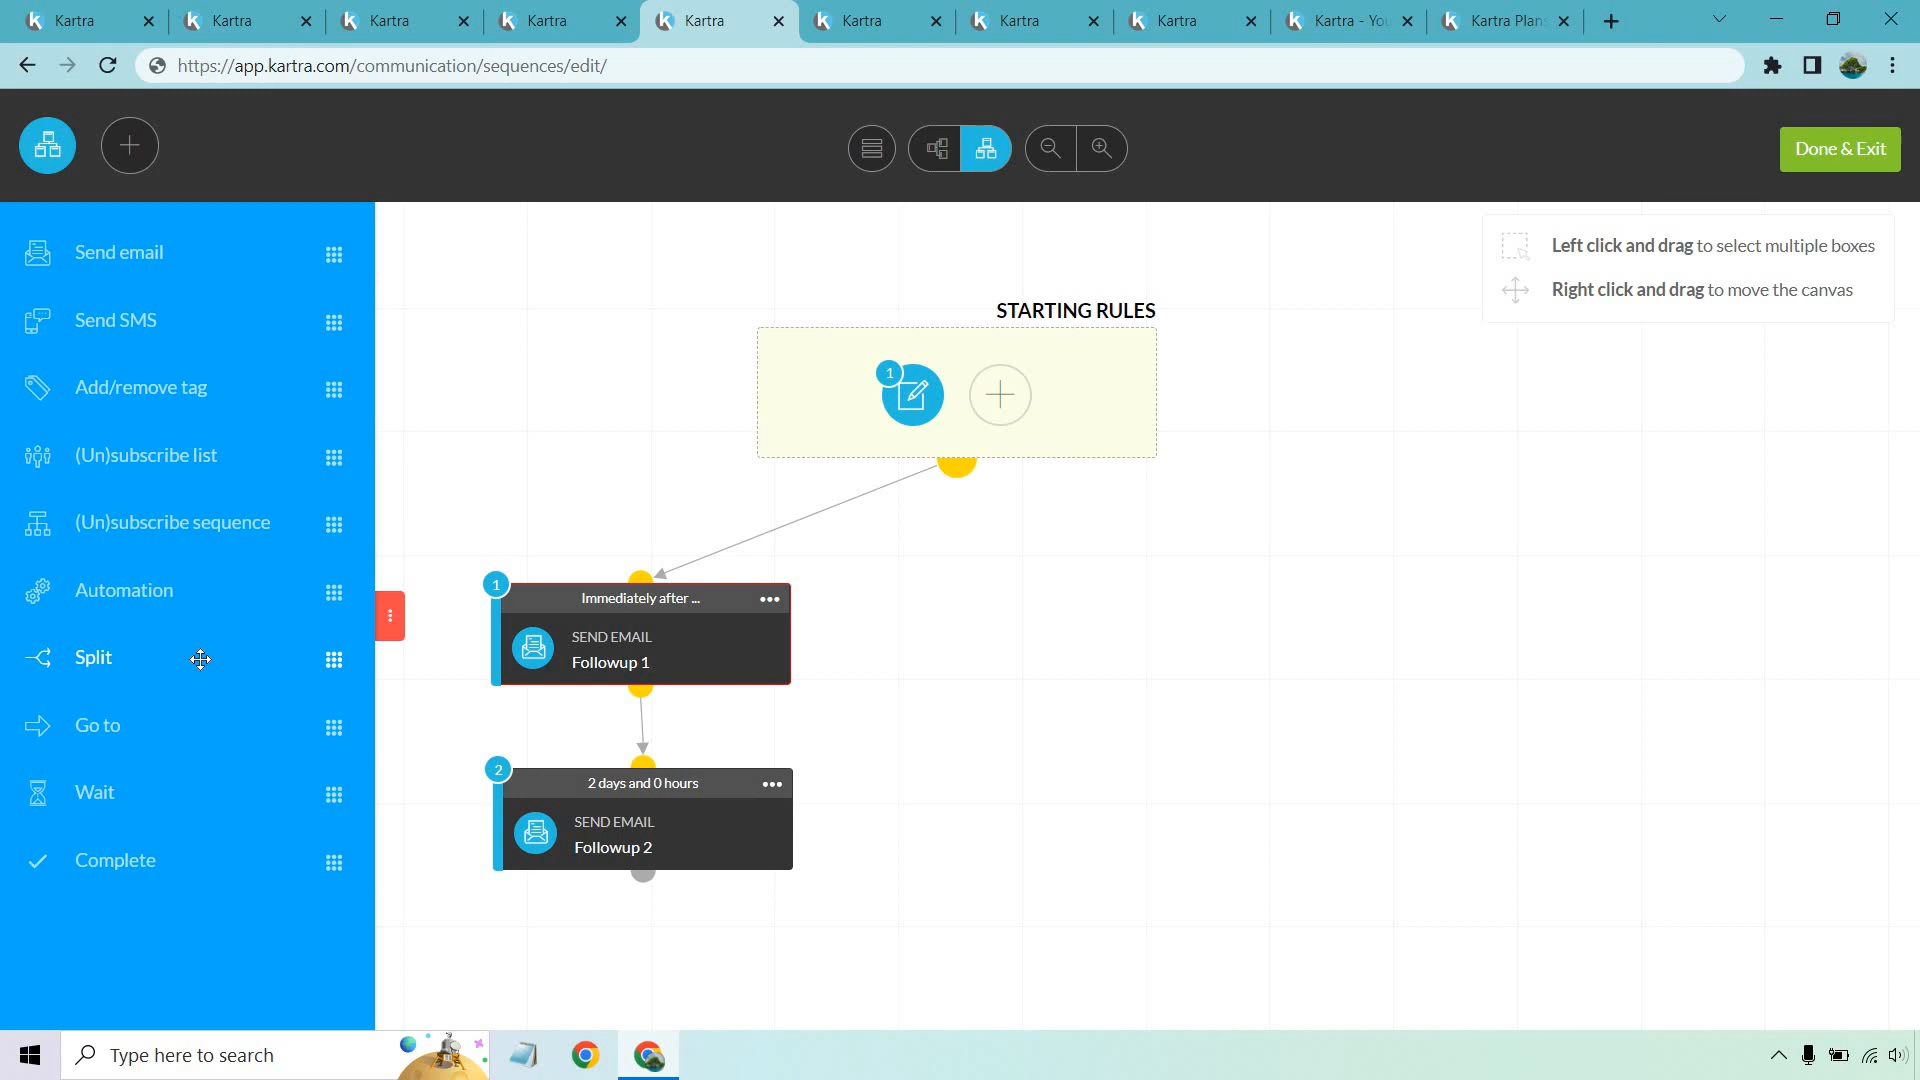 Kartra Kartra Kartra Kartra Kartra Kartra Kartra Kartra Kartra - You Kartra Plans
https://app.kartra.com/communication/sequences/edit/
Done & Exit
Send email
Send SMS
Add/remove tag
(Un)subscribe list
(Un)subscribe sequence
Automation
Split
Go to
Wait
Complete
Left click and drag to select multiple boxes
Right click and drag to move the canvas
STARTING RULES
1
1
Immediately after ...
SEND EMAIL
Followup 1
2
2 days and 0 hours
SEND EMAIL
Followup 2
Type here to search